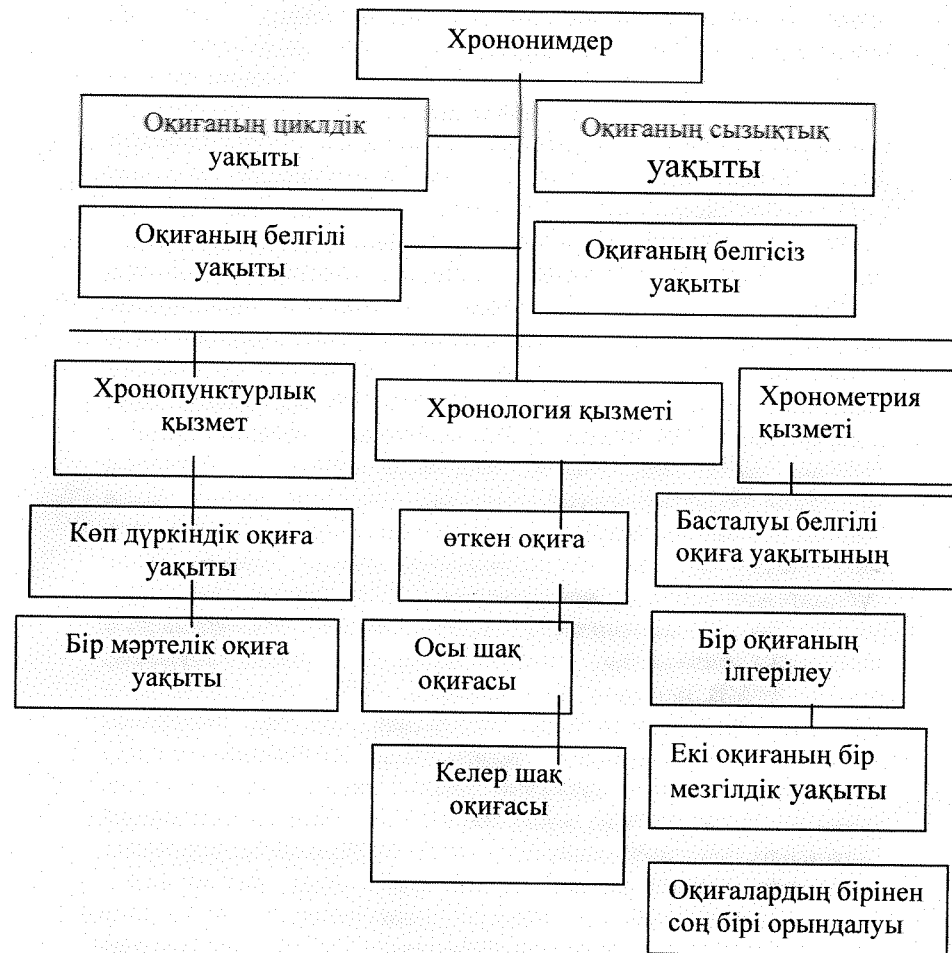 Хрононимдер
Оқиғаның циклдік
уақыты
Оқиғаның сызықтық
уақыты
Оқиғаның белгілі
уақыты
Оқиғаның белгісіз
уақыты
Хронопунктурлық
қызмет
Хронология қызметі
Хронометрия
қызметі
Көп дүркіндік оқиға
уақыты
өткен оқиға
Басталуы белгілі
оқиға уақытының
Бір мәртелік оқиға
уақыты
Осы шақ
оқиғасы
Бір оқиғаның
ілгерілеу
Келер шақ
оқиғасы
Екі оқиғаның бір
мезгілдік уақыты
Оқиғалардың бірінен
соң бірі орындалуы